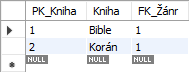 PK_Kniha Kniha FK_Žánr
1 Bible 1
2 Korán 1
NULL NULL NULL